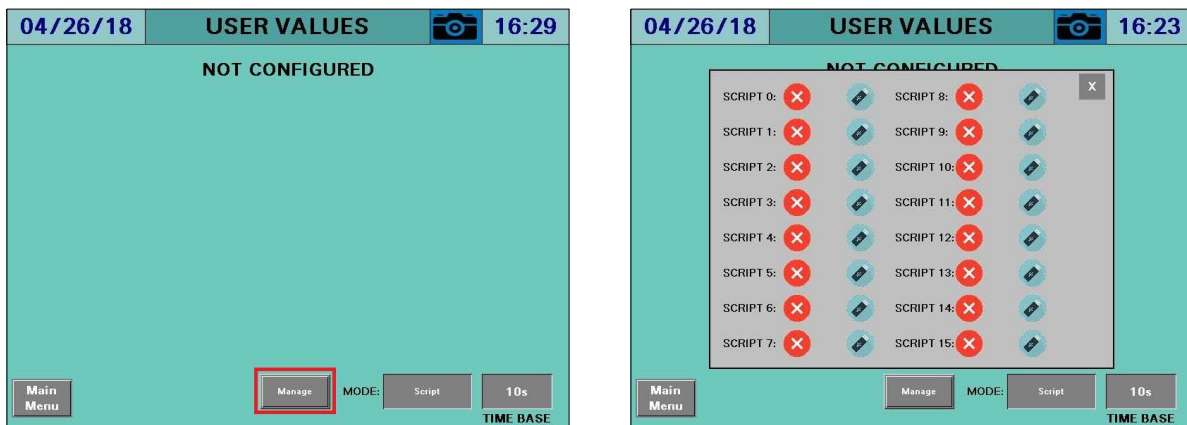 04/26/18 USER VALUES 16:29
NOT CONFIGURED
Main
Menu
Manage MODE: Script 10s
TIME BASE
04/26/18 USER VALUES 16:23
NOT CONFIGURED
X
SCRIPT 0: SCRIPT 8:
SCRIPT 1: SCRIPT 9:
SCRIPT 2: SCRIPT 10:
SCRIPT 3: SCRIPT 11:
SCRIPT 4: SCRIPT 12:
SCRIPT 5: SCRIPT 13:
SCRIPT 6: SCRIPT 14:
SCRIPT 7: SCRIPT 15:
Main
Menu
Manage MODE: Script 10s
TIME BASE